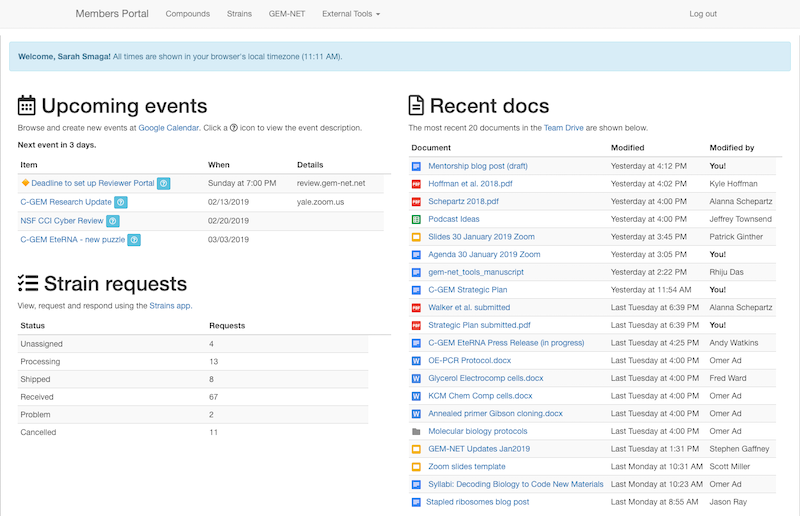 Members Portal Compounds Strains GEM-NET External Tools Log out
Welcome, Sarah Smaga! All times are shown in your browser's local timezone (11:11 AM).
Upcoming events
Browse and create new events at Google Calendar. Click a ? icon to view the event description.
Next event in 3 days.
Item When Details
Deadline to set up Reviewer Portal ? Sunday at 7:00 PM review.gem-net.net
C-GEM Research Update ? 02/13/2019 yale.zoom.us
NSF CCI Cyber Review ? 02/20/2019
C-GEM EteRNA - new puzzle ? 03/03/2019
Strain requests
View, request and respond using the Strains app.
Status Requests
Unassigned 4
Processing 13
Shipped 8
Received 67
Problem 2
Cancelled 11
Recent docs
The most recent 20 documents in the Team Drive are shown below.
Document Modified Modified by
Mentorship blog post (draft) Yesterday at 4:12 PM You!
PDF Hoffman et al. 2018.pdf Yesterday at 4:02 PM Kyle Hoffman
PDF Schepartz 2018.pdf Yesterday at 4:00 PM Alanna Schepartz
Podcast Ideas Yesterday at 4:00 PM Jeffrey Townsend
Slides 30 January 2019 Zoom Yesterday at 3:45 PM Patrick Ginther
Agenda 30 January 2019 Zoom Yesterday at 3:05 PM You!
gem-net_tools_manuscript Yesterday at 2:22 PM Rhiju Das
C-GEM Strategic Plan Yesterday at 11:54 AM You!
PDF Walker et al. submitted Last Tuesday at 6:39 PM Alanna Schepartz
PDF Strategic Plan submitted.pdf Last Tuesday at 6:39 PM You!
C-GEM EteRNA Press Release (in progress) Last Tuesday at 4:25 PM Andy Watkins
W OE-PCR Protocol.docx Last Tuesday at 4:00 PM Omer Ad
W Glycerol Electrocomp cells.docx Last Tuesday at 4:00 PM Fred Ward
W KCM Chem Comp cells.docx Last Tuesday at 4:00 PM Omer Ad
W Annealed primer Gibson cloning.docx Last Tuesday at 4:00 PM Omer Ad
Molecular biology protocols Last Tuesday at 4:00 PM Omer Ad
GEM-NET Updates Jan2019 Last Tuesday at 1:31 PM Stephen Gaffney
Zoom slides template Last Monday at 10:31 AM Scott Miller
Syllabi: Decoding Biology to Code New Materials Last Monday at 10:23 AM Omer Ad
Stapled ribosomes blog post Last Monday at 8:55 AM Jason Ray